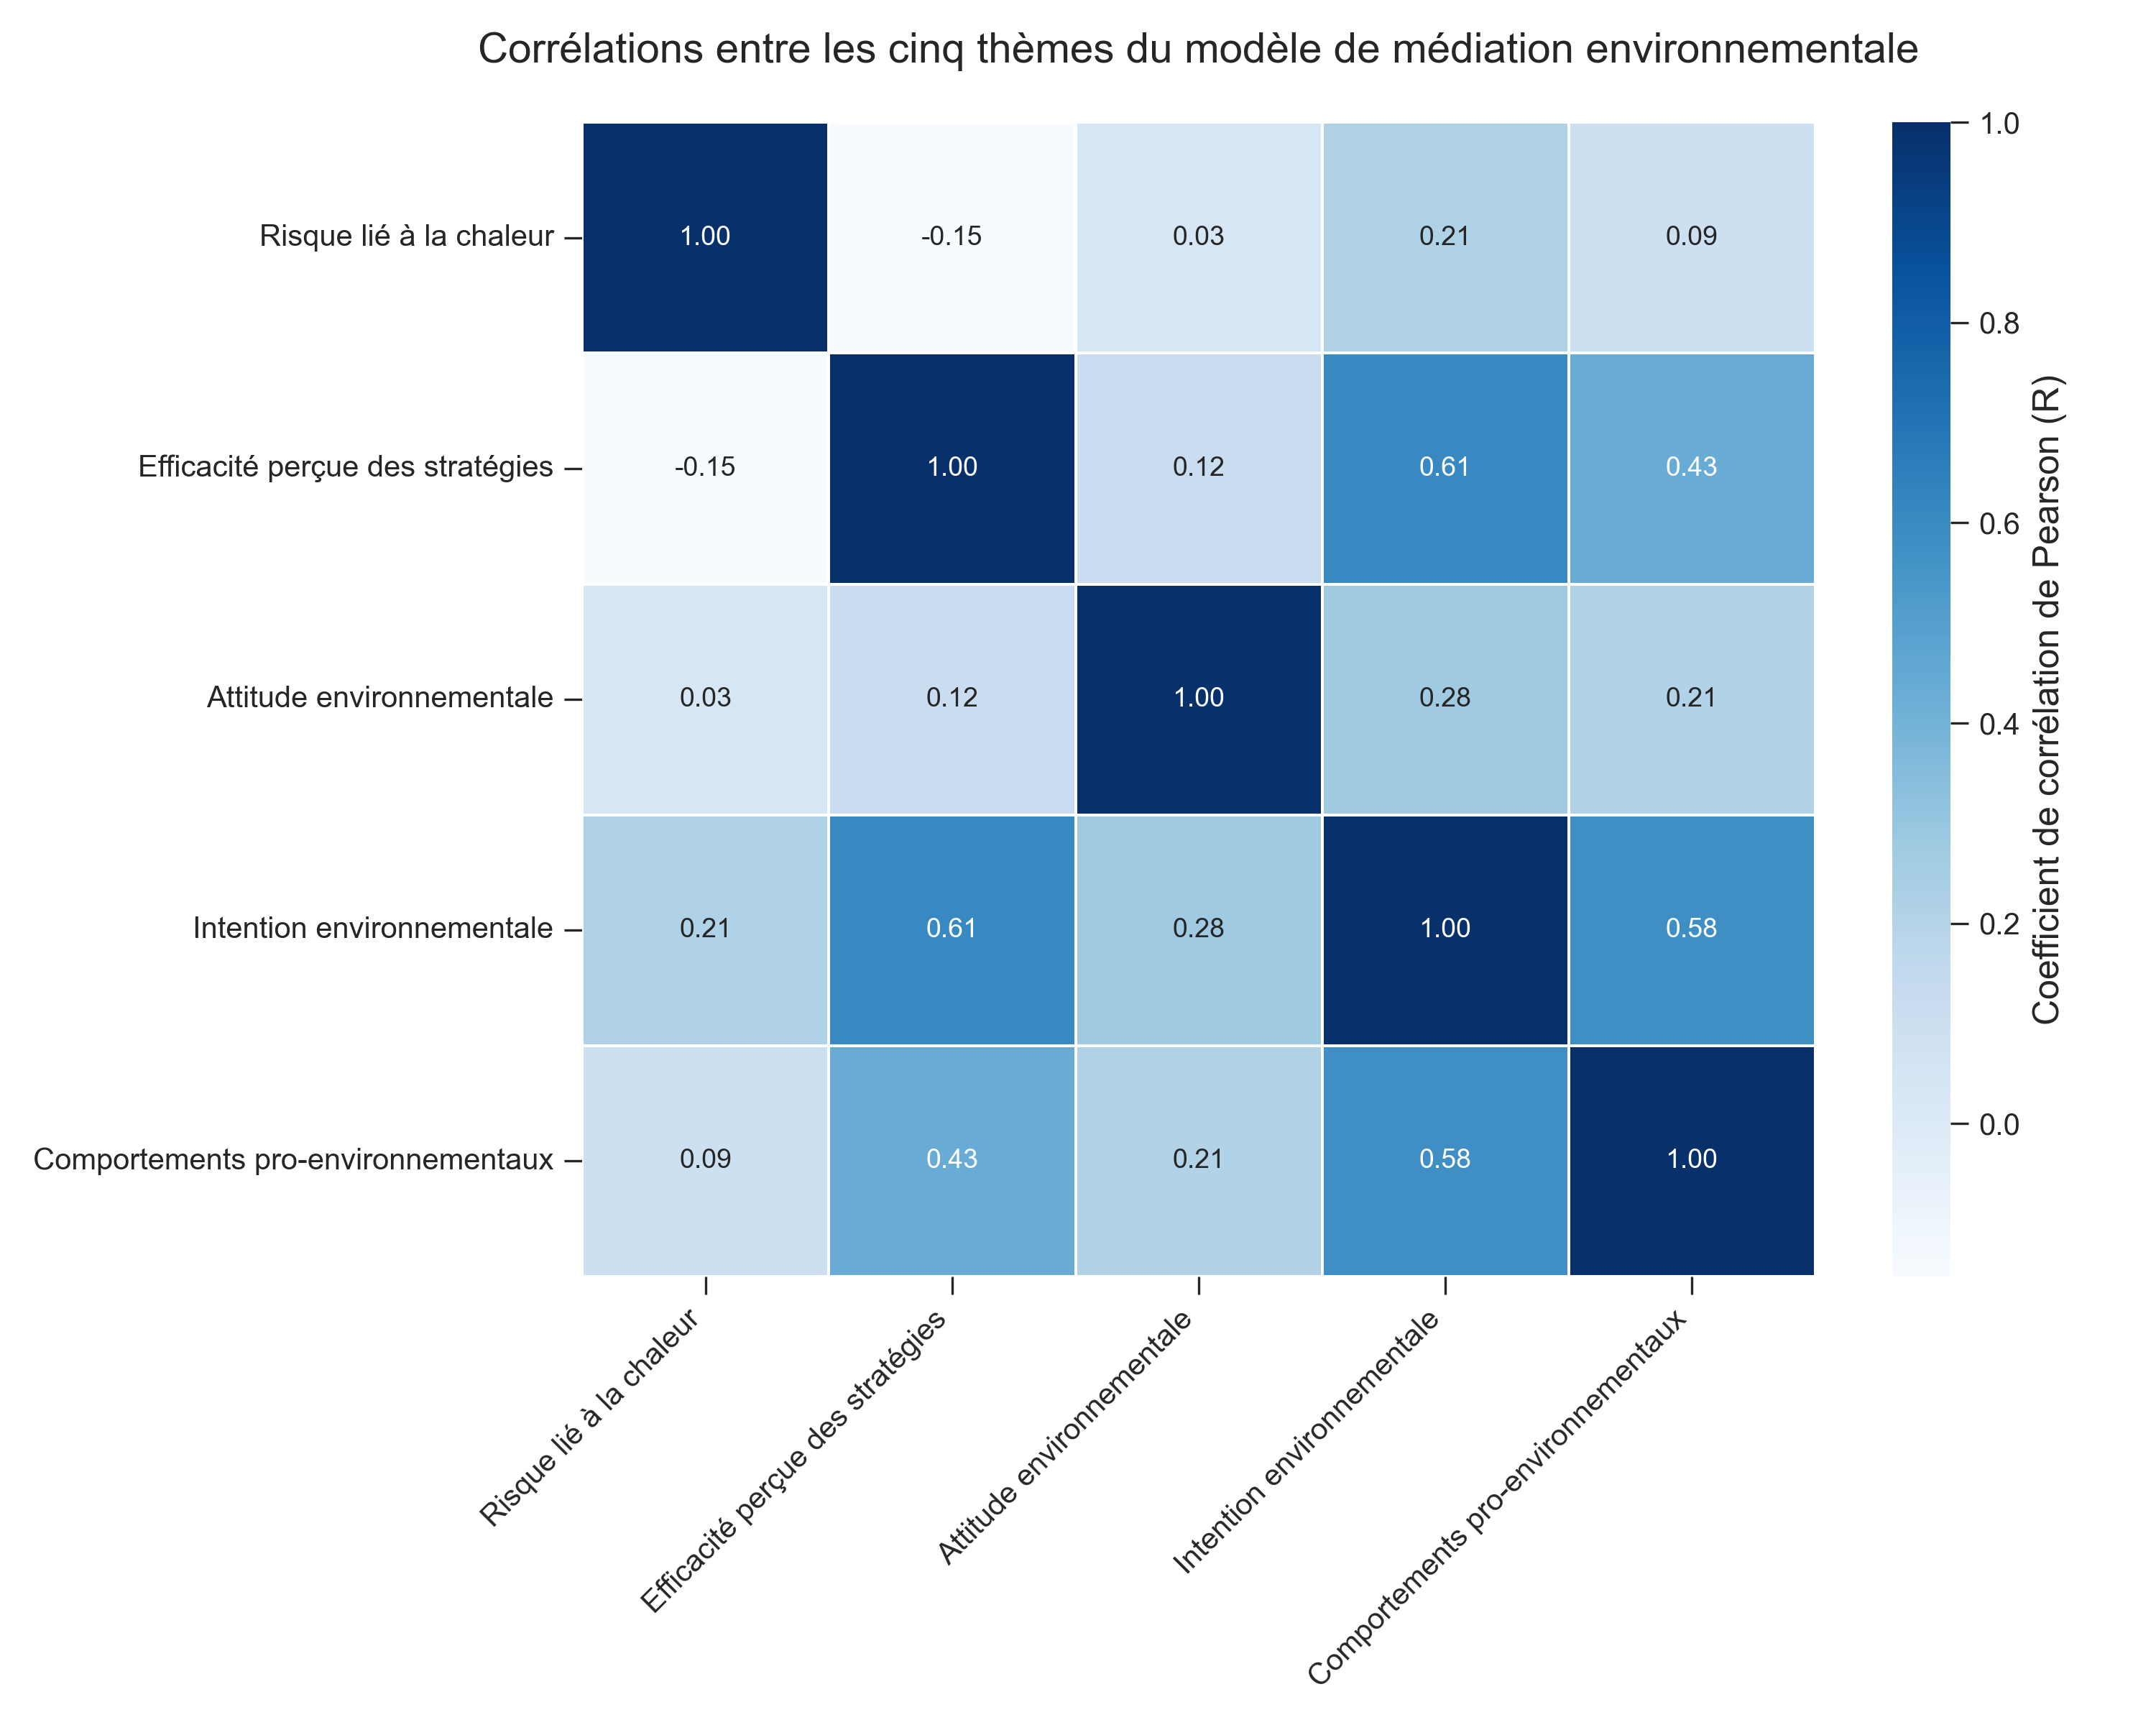 Corrélations entre les cinq thèmes du modèle de médiation environnementale
Risque lié à la chaleur
1.00
-0.15
0.03
0.21
0.09
Efficacité perçue des stratégies
-0.15
1.00
0.12
0.61
0.43
Attitude environnementale
0.03
0.12
1.00
0.28
0.21
Intention environnementale
0.21
0.61
0.28
1.00
0.58
Comportements pro-environnementaux
0.09
0.43
0.21
0.58
1.00
Risque lié à la chaleur
Efficacité perçue des stratégies
Attitude environnementale
Intention environnementale
Comportements pro-environnementaux
1.0
0.8
0.6
0.4
0.2
0.0
Coefficient de corrélation de Pearson (R)